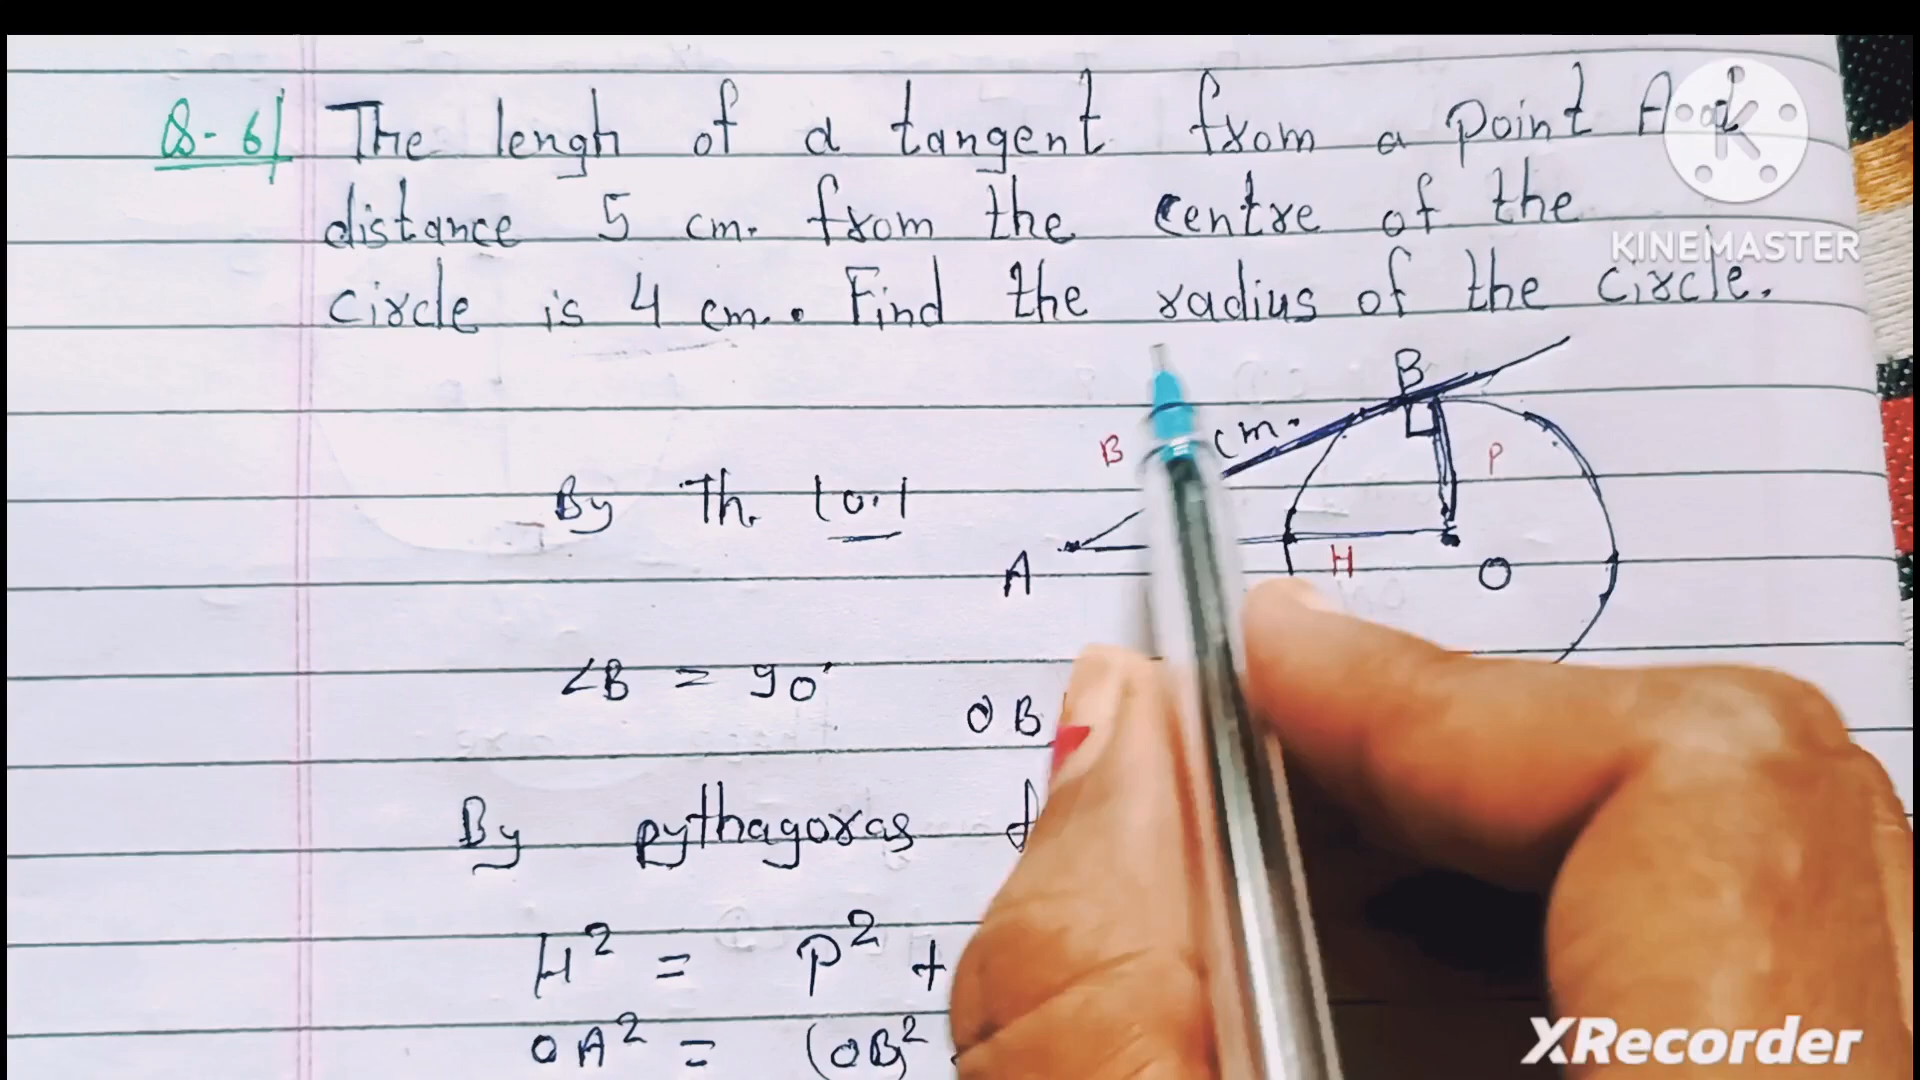 Q-6/ The lengh of a tangent from a point A at
distance 5 cm. from the centre of the
circle is 4 cm. Find the radius of the circle.
KINEMASTER
B
B cm.
P
By Th. 10.1
H
A
O
∠B = 90°
OB
By pythagoras
H² = P² +
OA² = (OB²
XRecorder